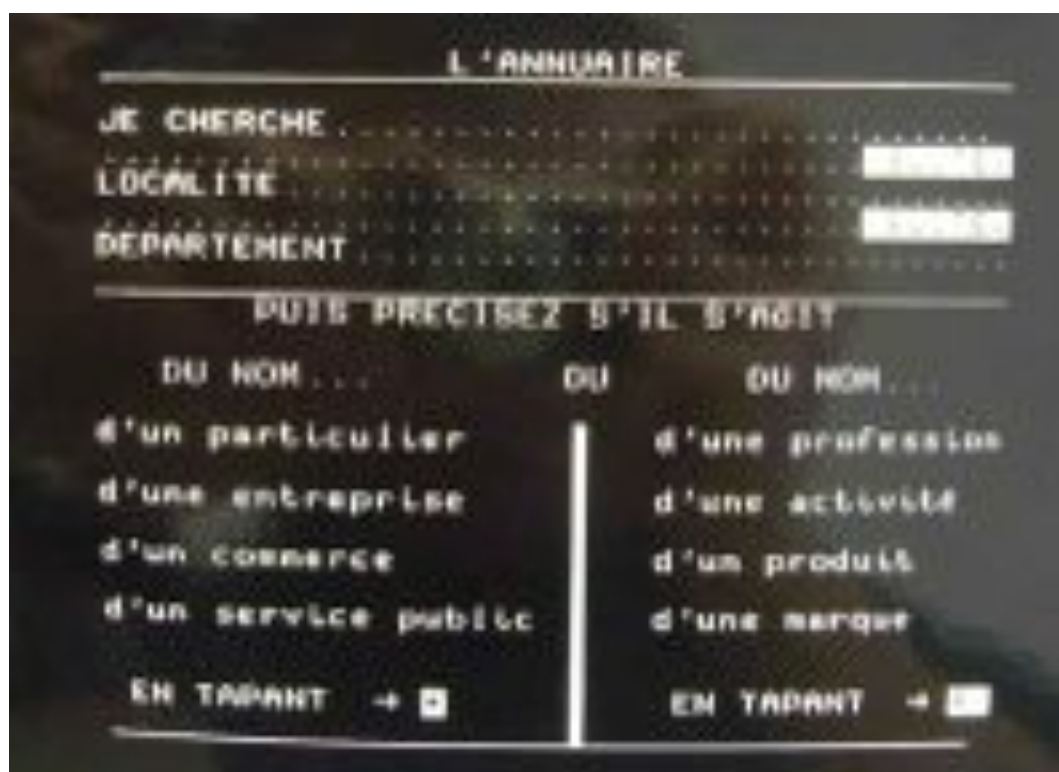 L'ANNUAIRE
JE CHERCHE
LOCALITE
DEPARTEMENT
PUIS PRECISEZ S'IL S'AGIT
DU NOM... OU DU NOM...
d'un particulier d'une profession
d'une entreprise d'une activité
d'un commerce d'un produit
d'un service public d'une marque
EN TAPANT → EN TAPANT →